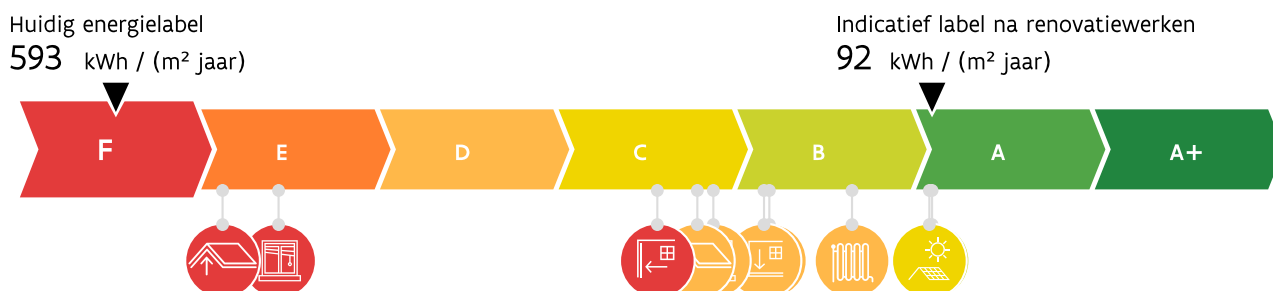 Huidig energielabel
593 kWh / (m² jaar)
Indicatief label na renovatiewerken
92 kWh / (m² jaar)
F E D C B A A+